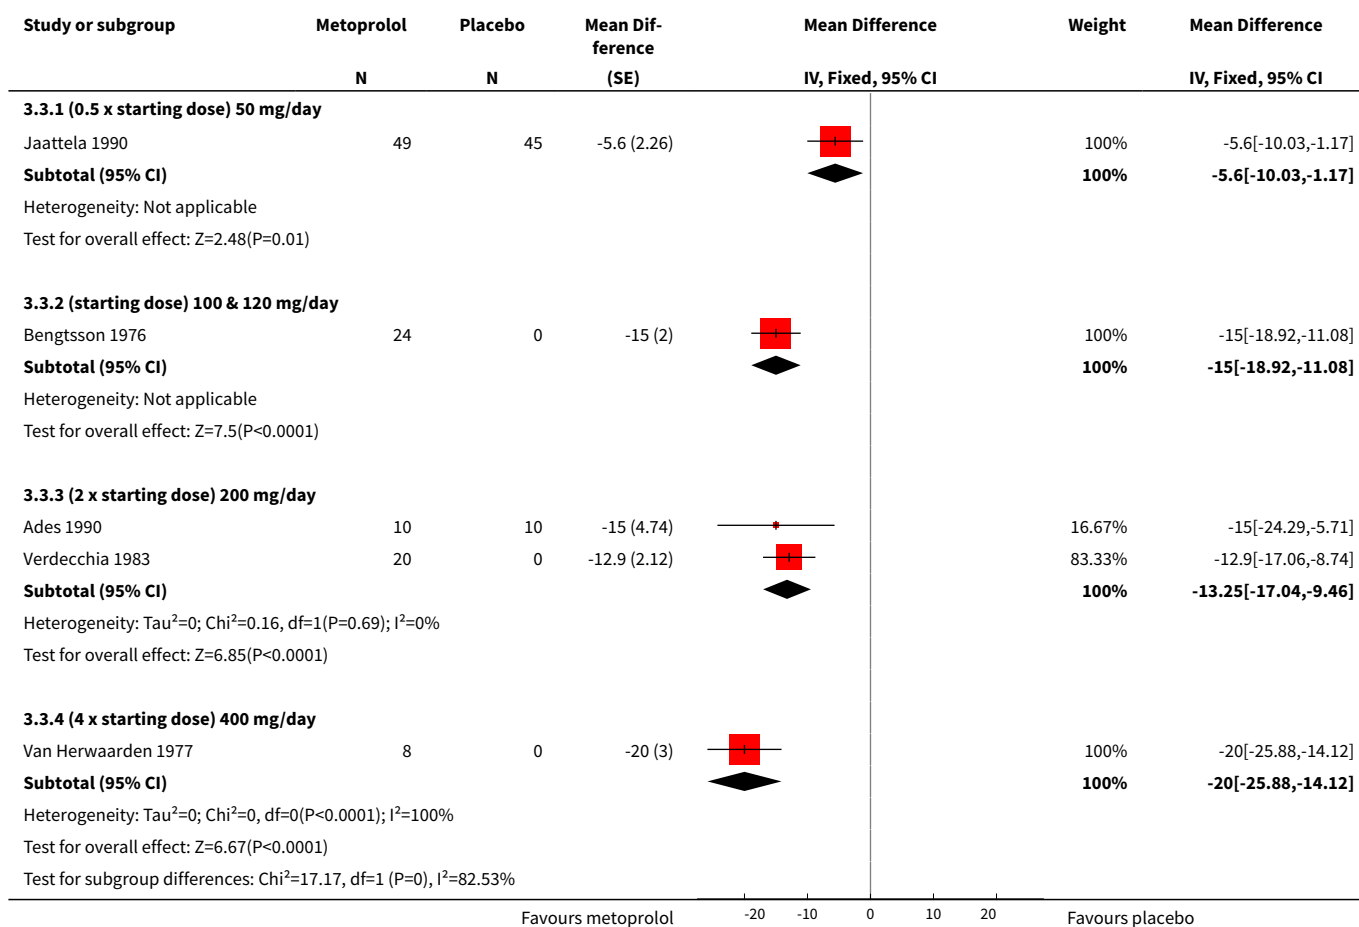 Study or subgroup Metoprolol Placebo Mean Dif- Mean Difference Weight Mean Difference
ference
N N (SE) IV, Fixed, 95% CI IV, Fixed, 95% CI
3.3.1 (0.5 x starting dose) 50 mg/day
Jaattela 1990 49 45 -5.6 (2.26) 100% -5.6[-10.03,-1.17]
Subtotal (95% CI) 100% -5.6[-10.03,-1.17]
Heterogeneity: Not applicable
Test for overall effect: Z=2.48(P=0.01)
3.3.2 (starting dose) 100 & 120 mg/day
Bengtsson 1976 24 0 -15 (2) 100% -15[-18.92,-11.08]
Subtotal (95% CI) 100% -15[-18.92,-11.08]
Heterogeneity: Not applicable
Test for overall effect: Z=7.5(P<0.0001)
3.3.3 (2 x starting dose) 200 mg/day
Ades 1990 10 10 -15 (4.74) 16.67% -15[-24.29,-5.71]
Verdecchia 1983 20 0 -12.9 (2.12) 83.33% -12.9[-17.06,-8.74]
Subtotal (95% CI) 100% -13.25[-17.04,-9.46]
Heterogeneity: Tau²=0; Chi²=0.16, df=1(P=0.69); I²=0%
Test for overall effect: Z=6.85(P<0.0001)
3.3.4 (4 x starting dose) 400 mg/day
Van Herwaarden 1977 8 0 -20 (3) 100% -20[-25.88,-14.12]
Subtotal (95% CI) 100% -20[-25.88,-14.12]
Heterogeneity: Tau²=0; Chi²=0, df=0(P<0.0001); I²=100%
Test for overall effect: Z=6.67(P<0.0001)
Test for subgroup differences: Chi²=17.17, df=1 (P=0), I²=82.53%
Favours metoprolol -20 -10 0 10 20 Favours placebo